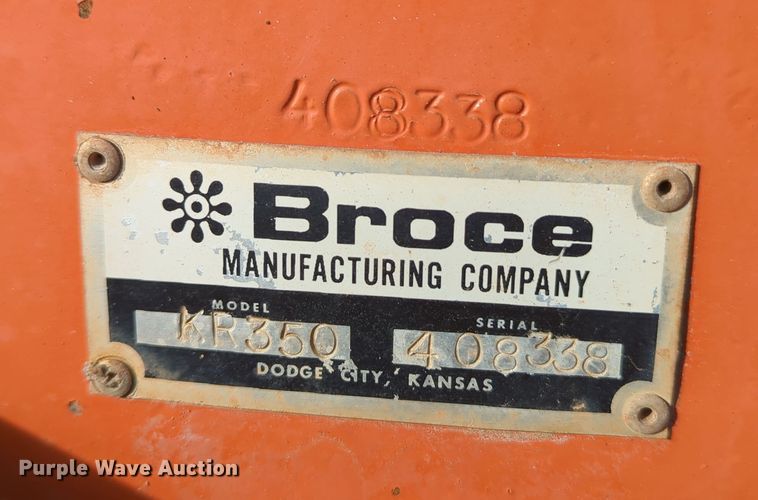 408338
Broce
MANUFACTURING COMPANY
MODEL SERIAL
KR350 408338
DODGE CITY, KANSAS
Purple Wave Auction